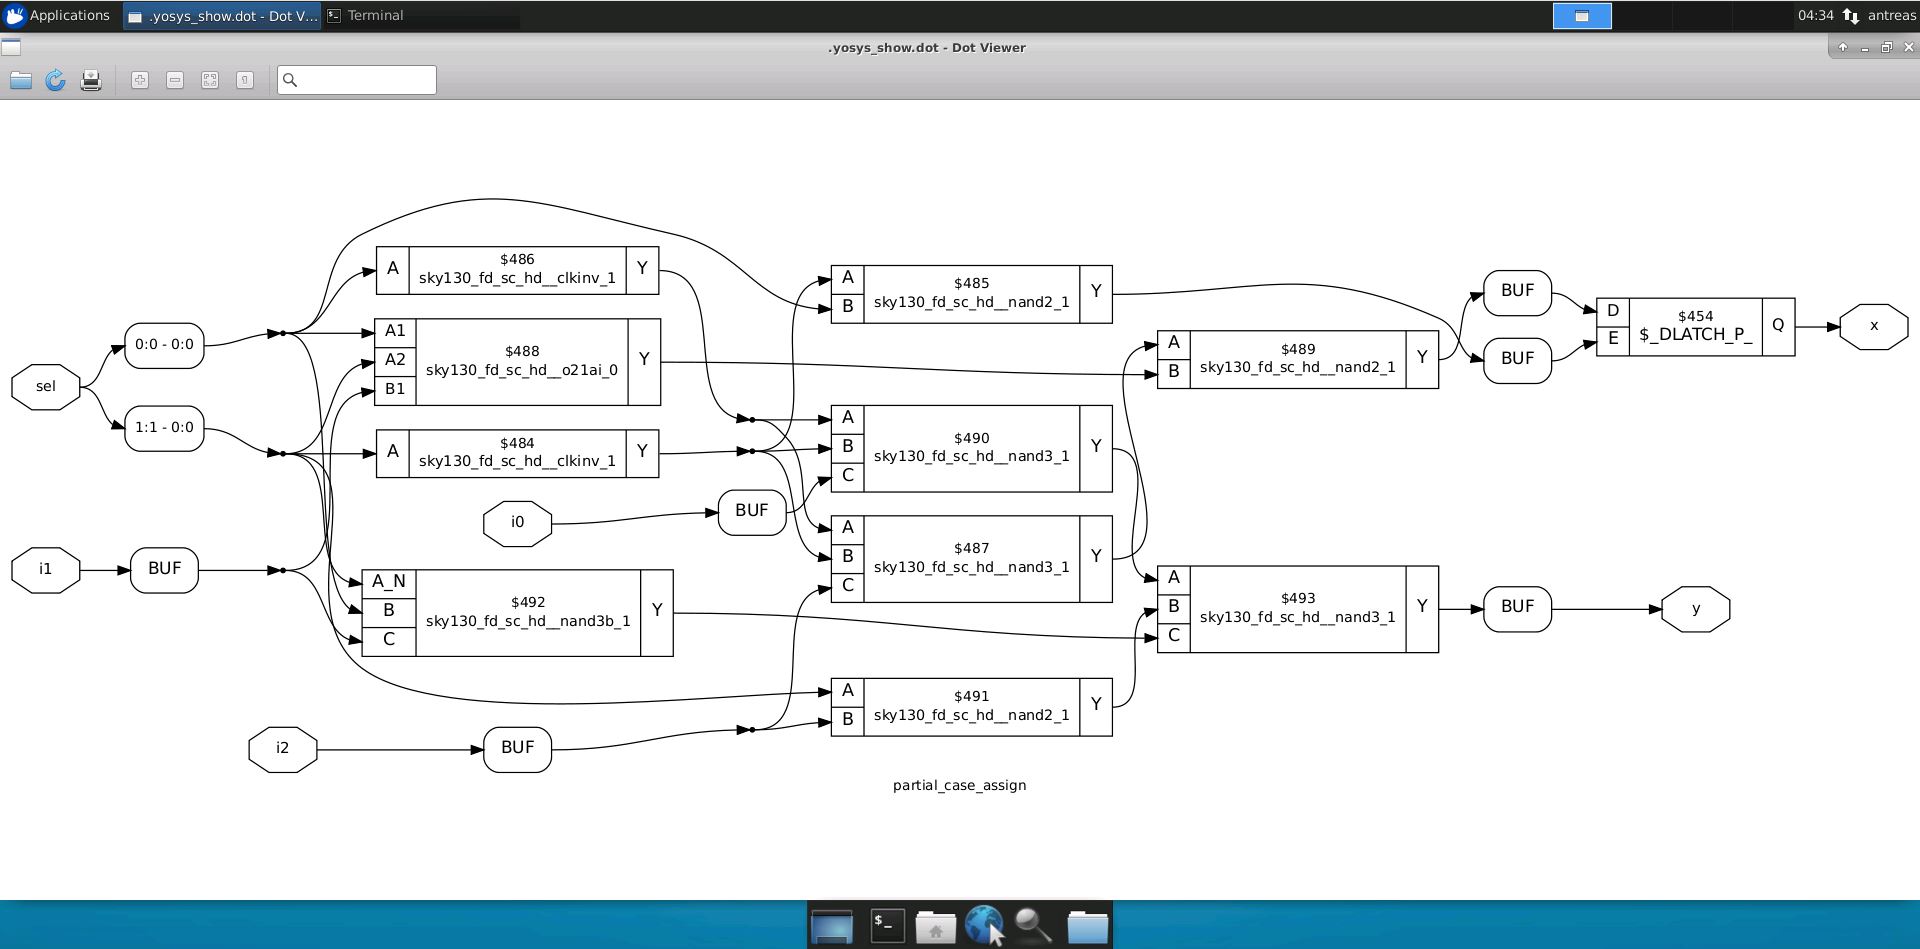 Applications
.yosys_show.dot - Dot V...
Terminal
04:34
antreas
.yosys_show.dot - Dot Viewer
sel
0:0 - 0:0
1:1 - 0:0
i1
BUF
A
$486
sky130_fd_sc_hd__clkinv_1
Y
A1
A2
B1
$488
sky130_fd_sc_hd__o21ai_0
Y
A
$484
sky130_fd_sc_hd__clkinv_1
Y
i0
BUF
A_N
B
C
$492
sky130_fd_sc_hd__nand3b_1
Y
i2
BUF
A
B
$485
sky130_fd_sc_hd__nand2_1
Y
A
B
C
$490
sky130_fd_sc_hd__nand3_1
Y
A
B
C
$487
sky130_fd_sc_hd__nand3_1
Y
A
B
$491
sky130_fd_sc_hd__nand2_1
Y
A
B
$489
sky130_fd_sc_hd__nand2_1
Y
A
B
C
$493
sky130_fd_sc_hd__nand3_1
Y
BUF
BUF
D
E
$454
$_DLATCH_P_
Q
x
BUF
y
partial_case_assign
$_